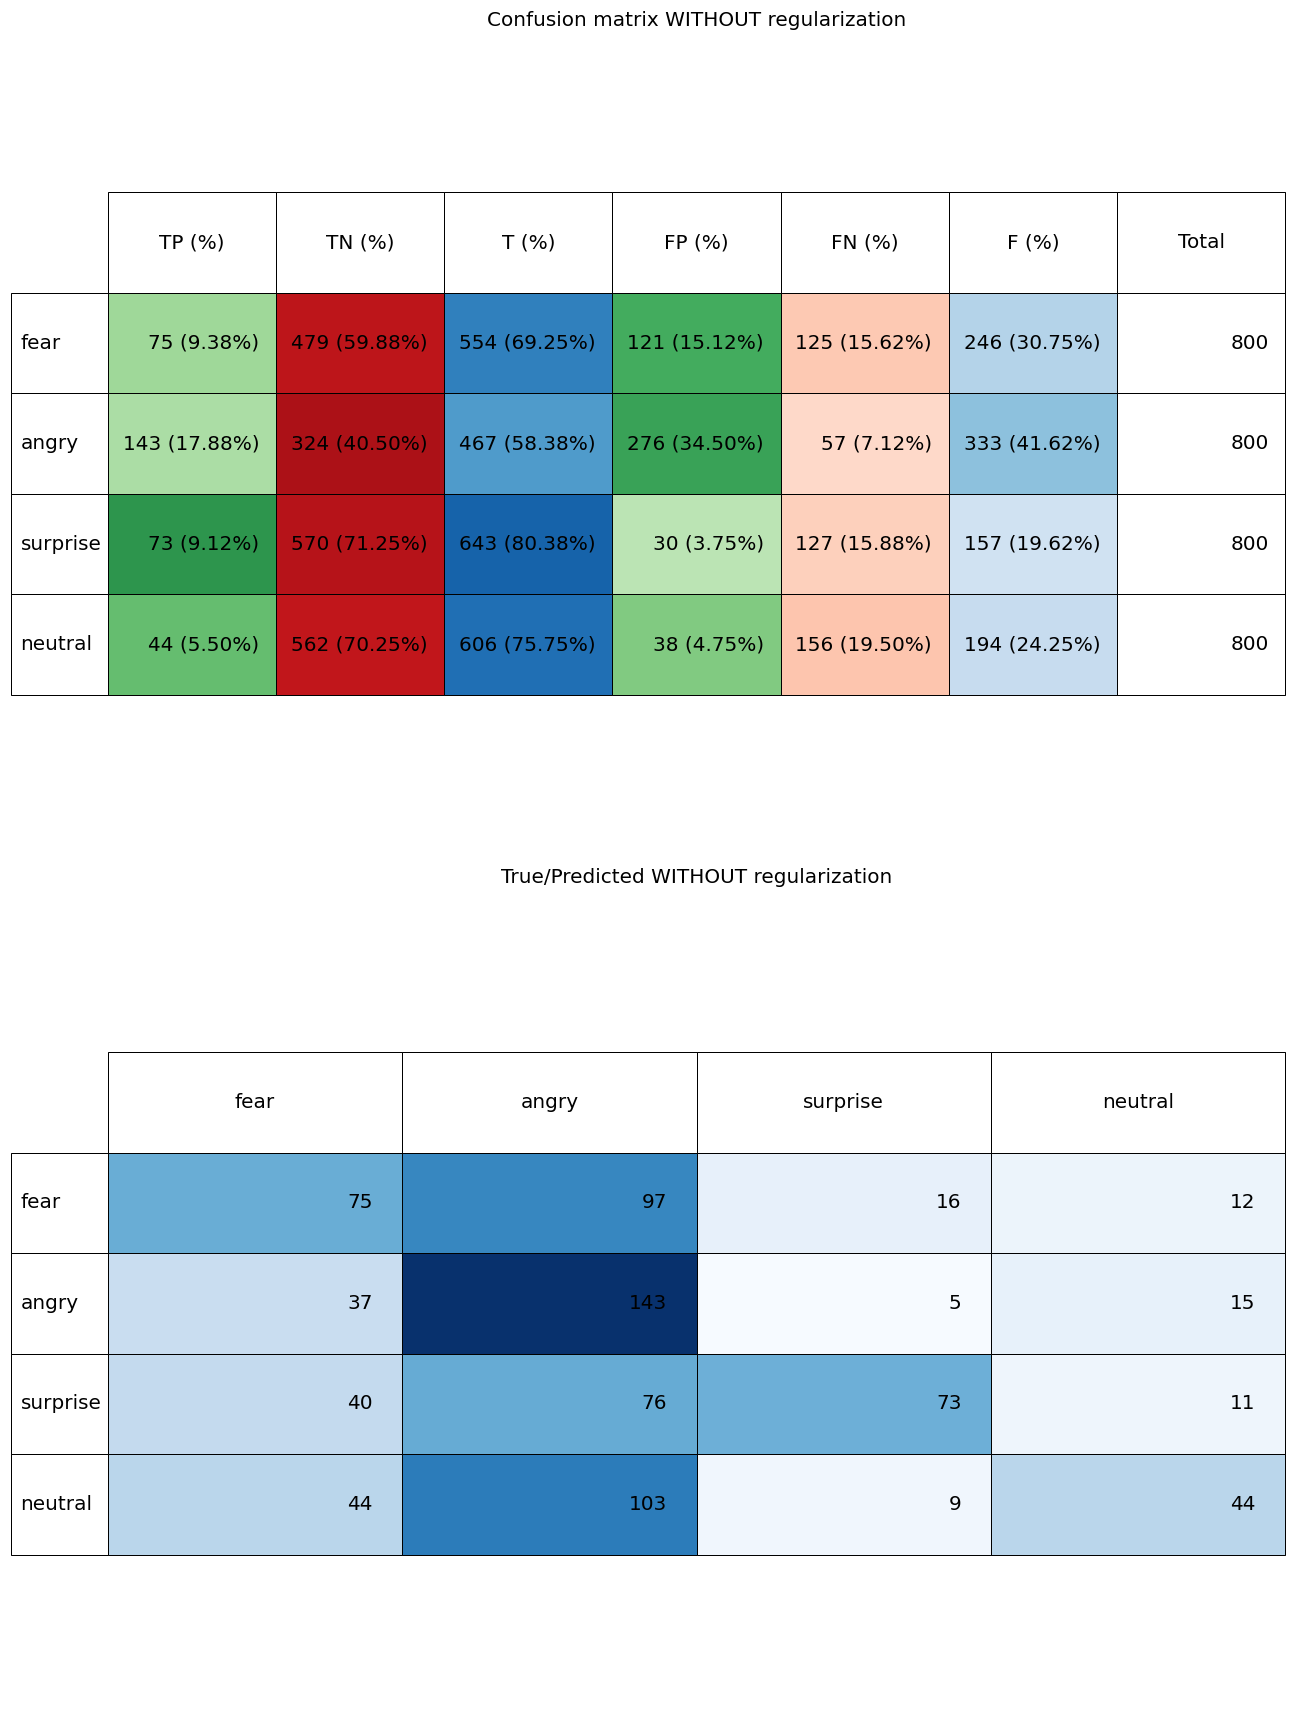 Confusion matrix WITHOUT regularization
TP (%) TN (%) T (%) FP (%) FN (%) F (%) Total
fear 75 (9.38%) 479 (59.88%) 554 (69.25%) 121 (15.12%) 125 (15.62%) 246 (30.75%) 800
angry 143 (17.88%) 324 (40.50%) 467 (58.38%) 276 (34.50%) 57 (7.12%) 333 (41.62%) 800
surprise 73 (9.12%) 570 (71.25%) 643 (80.38%) 30 (3.75%) 127 (15.88%) 157 (19.62%) 800
neutral 44 (5.50%) 562 (70.25%) 606 (75.75%) 38 (4.75%) 156 (19.50%) 194 (24.25%) 800
True/Predicted WITHOUT regularization
fear angry surprise neutral
fear 75 97 16 12
angry 37 143 5 15
surprise 40 76 73 11
neutral 44 103 9 44